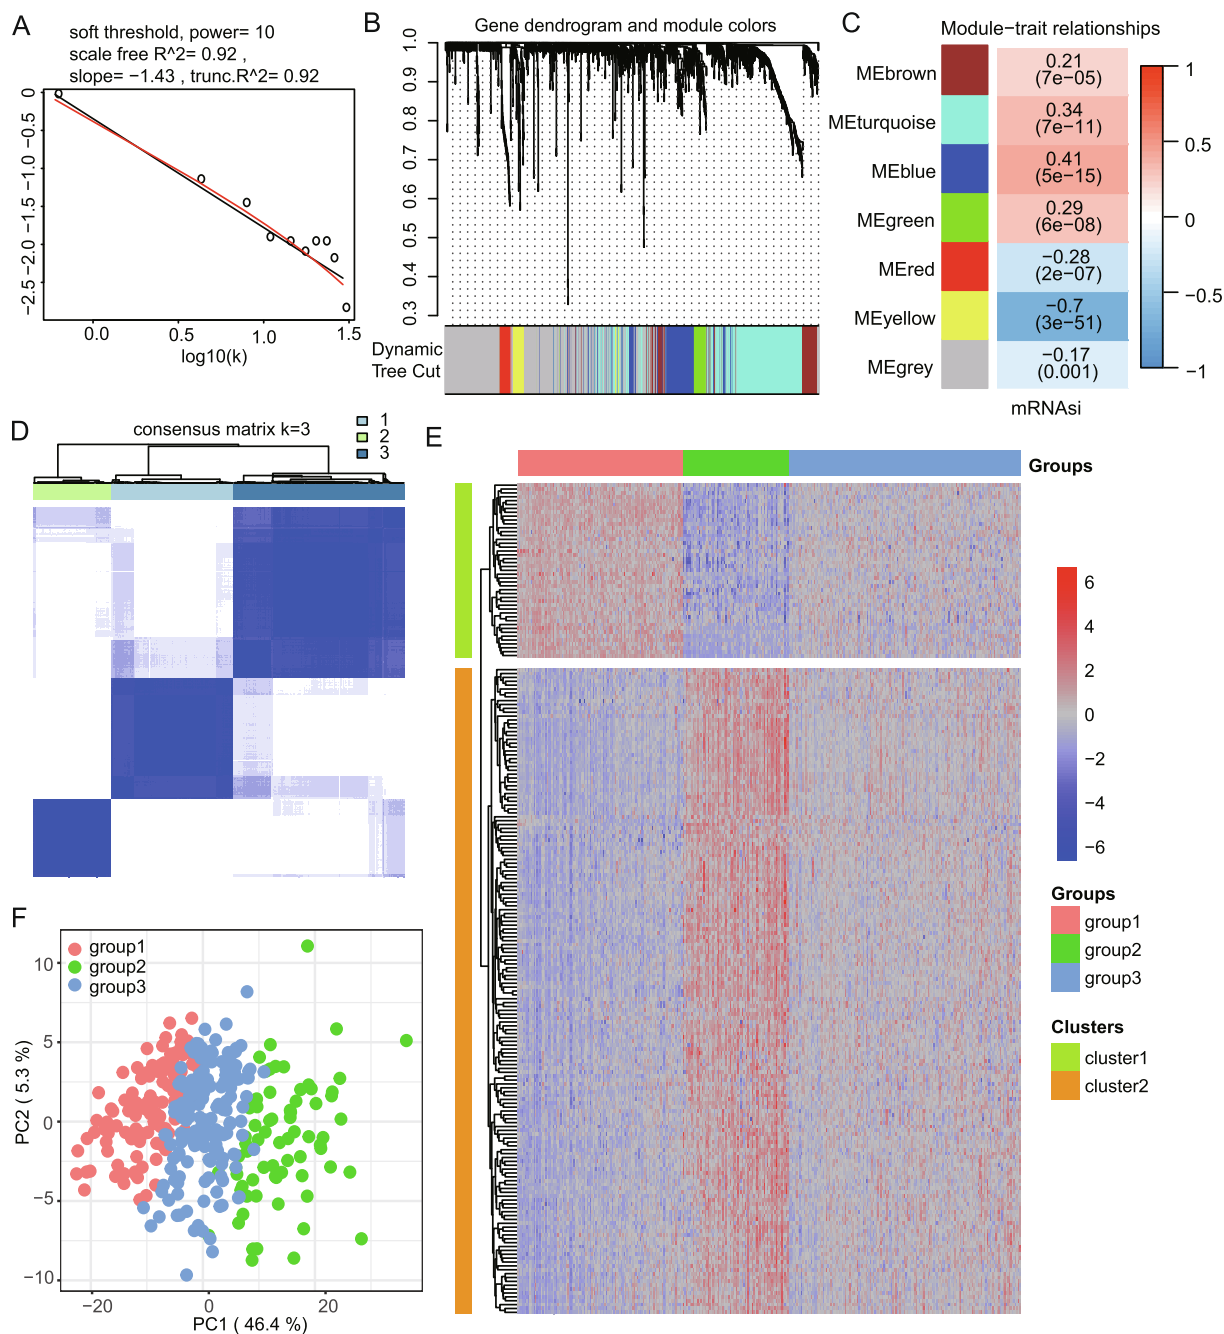 A
soft threshold, power= 10
scale free R^2= 0.92 ,
slope= −1.43 , trunc.R^2= 0.92
0
−0.5
−1.0
−1.5
−2.0
−2.5
0.0
0.5
1.0
1.5
log10(k)
B
Gene dendrogram and module colors
1.0
0.9
0.8
0.7
0.6
0.5
0.4
0.3
Dynamic
Tree Cut
C
Module−trait relationships
MEbrown
0.21
(7e−05)
MEturquoise
0.34
(7e−11)
MEblue
0.41
(5e−15)
MEgreen
0.29
(6e−08)
MEred
−0.28
(2e−07)
MEyellow
−0.7
(3e−51)
MEgrey
−0.17
(0.001)
mRNAsi
1
0.5
0
−0.5
−1
D
consensus matrix k=3
1
2
3
E
Groups
6
4
2
0
−2
−4
−6
Groups
group1
group2
group3
Clusters
cluster1
cluster2
F
group1
group2
group3
10
5
0
−5
−10
PC2 ( 5.3 %)
−20
0
20
PC1 ( 46.4 %)